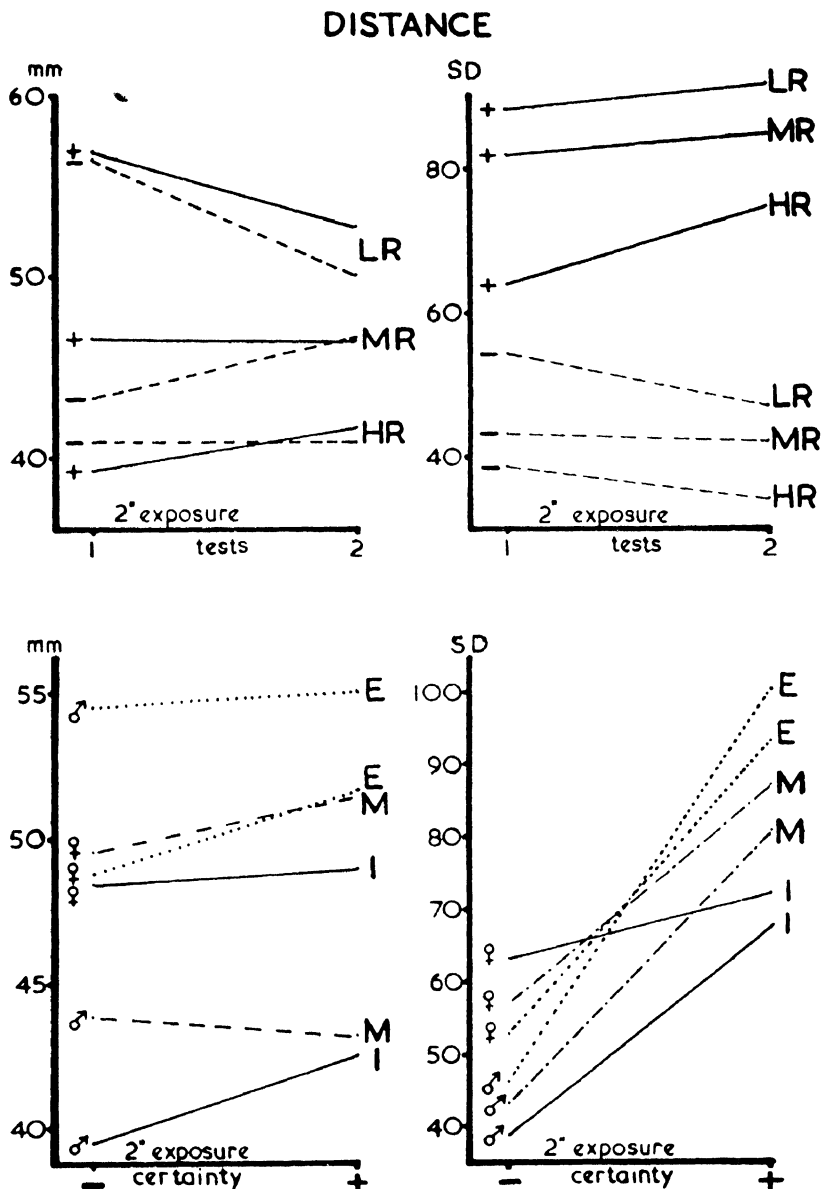 DISTANCE
mm
60
50
40
+
−
+
−
−
+
LR
MR
HR
2" exposure
1 tests 2
SD
80
60
40
+
+
+
−
−
−
LR
MR
HR
LR
MR
HR
2" exposure
1 tests 2
mm
55
50
45
40
♂
♀
♀
♀
♂
♂
E
E
M
I
M
I
2" exposure
− certainty +
SD
100
90
80
70
60
50
40
♀
♀
♀
♂
♂
♂
E
E
M
M
I
I
2" exposure
− certainty +